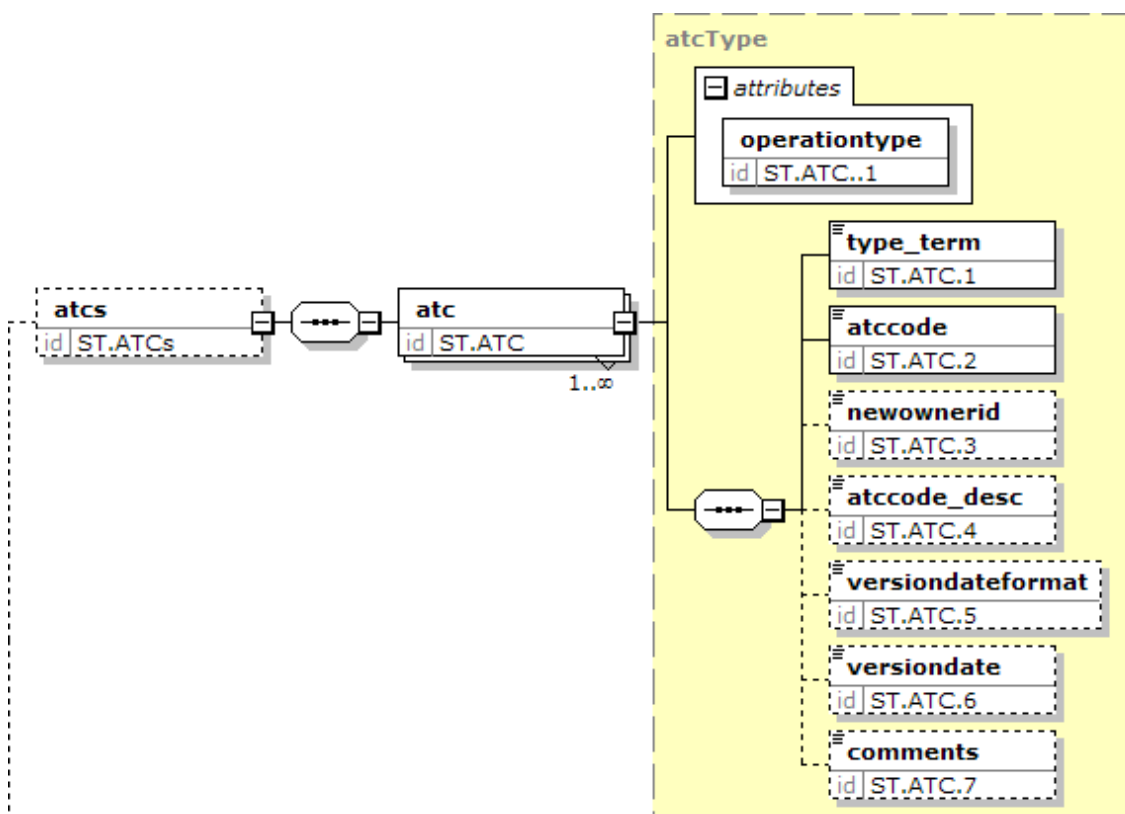 atcType
attributes
operationtype
id ST.ATC..1
type_term
id ST.ATC.1
atcs
id ST.ATCs
atc
id ST.ATC
1..∞
atccode
id ST.ATC.2
newownerid
id ST.ATC.3
atccode_desc
id ST.ATC.4
versiondateformat
id ST.ATC.5
versiondate
id ST.ATC.6
comments
id ST.ATC.7